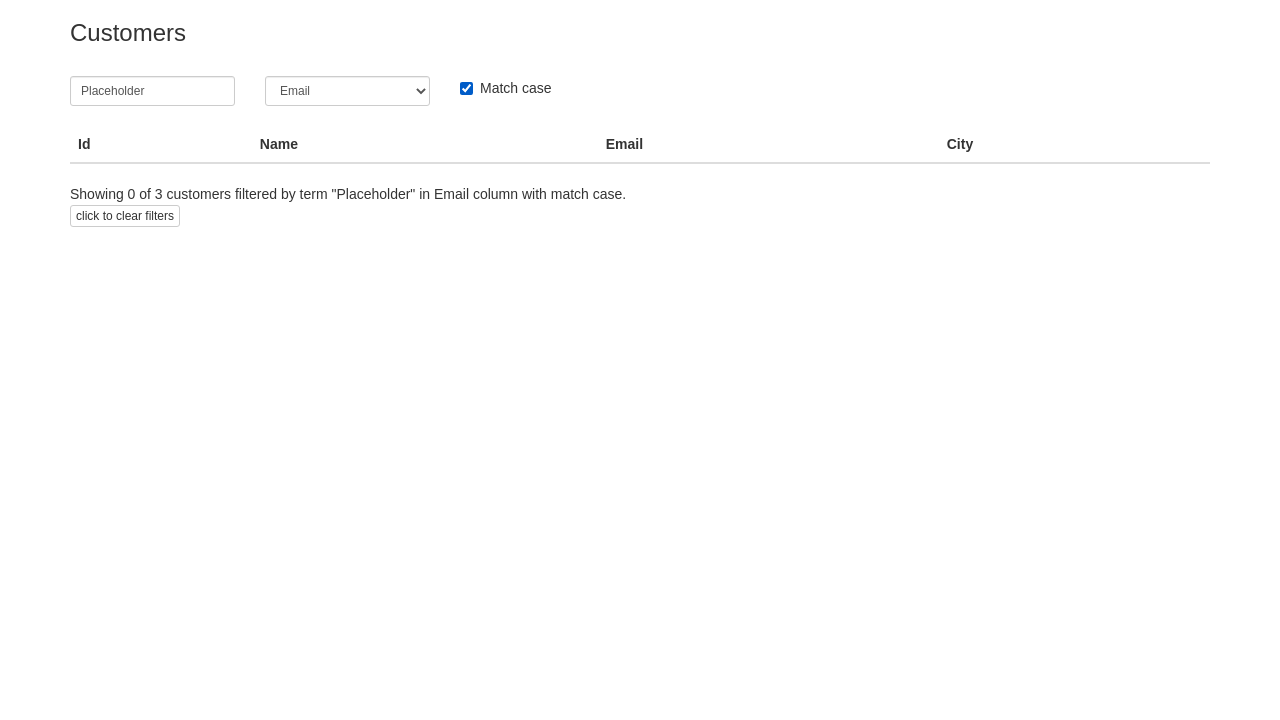 Customers
Placeholder
Email
Match case
Id Name Email City
Showing 0 of 3 customers filtered by term "Placeholder" in Email column with match case.
click to clear filters